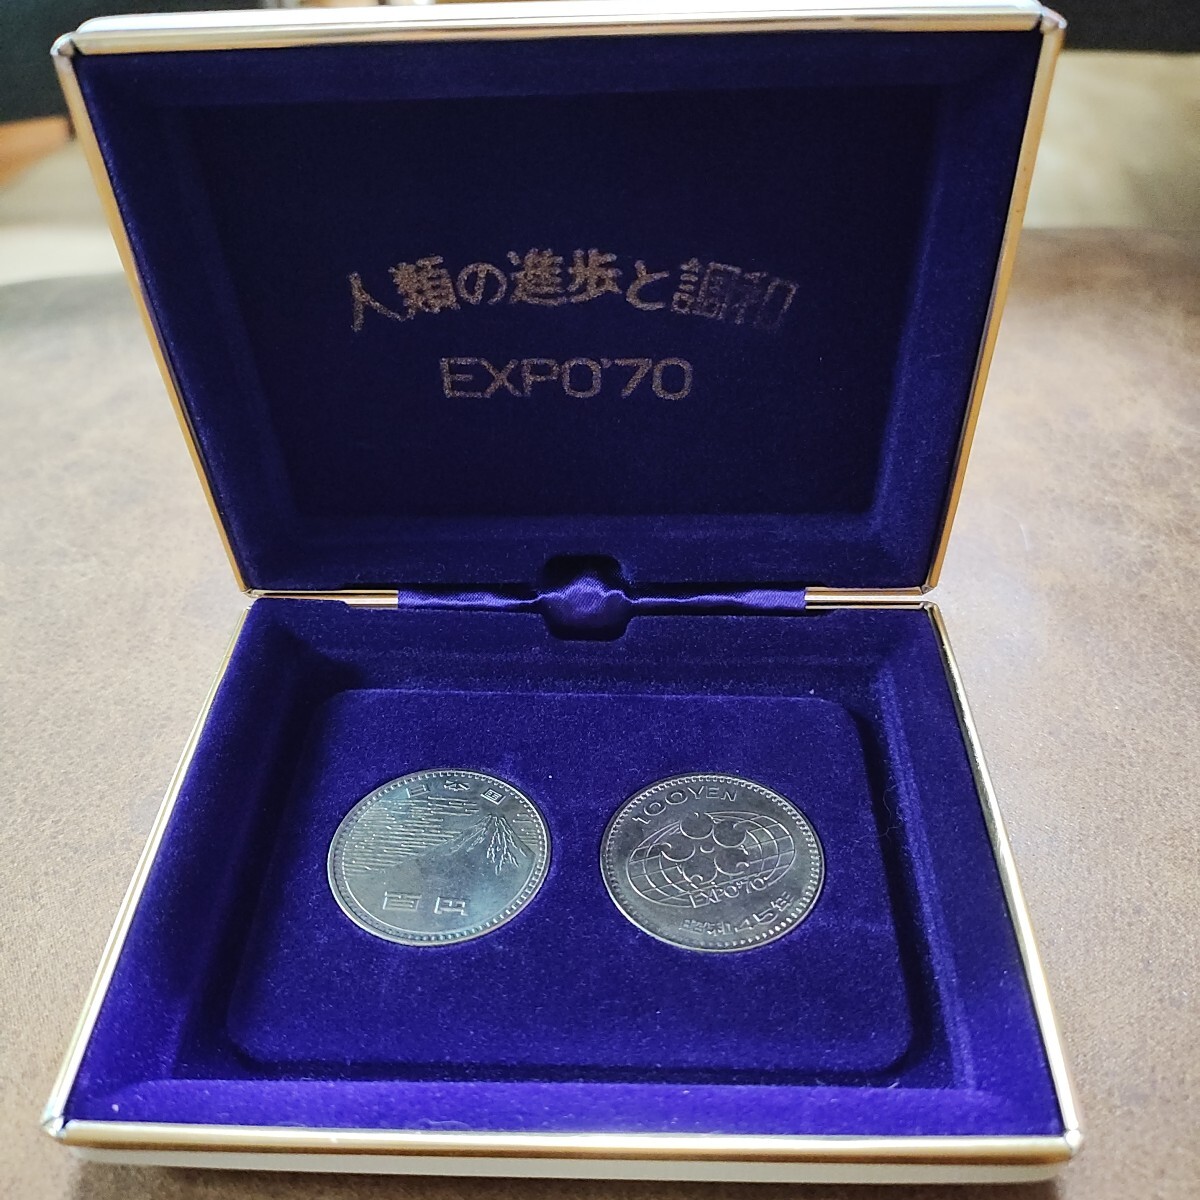 人類の進歩と調和
EXPO'70
日本国
百円
100YEN
EXPO'70
昭和45年